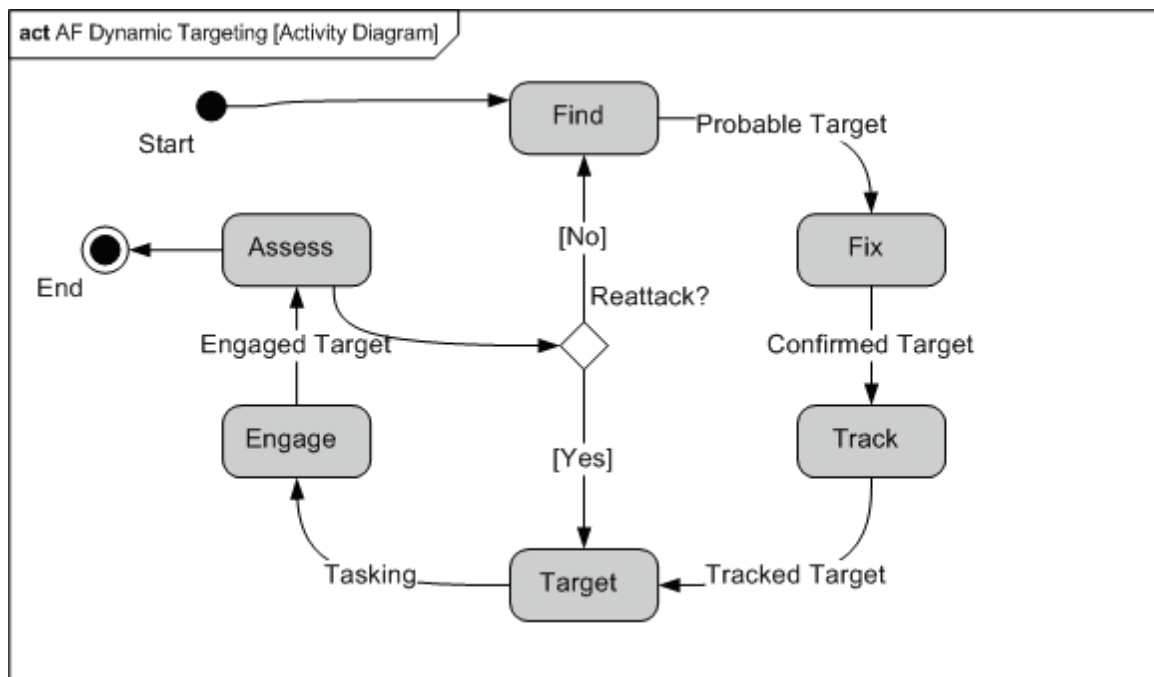 act AF Dynamic Targeting [Activity Diagram]
Start
Find
Probable Target
End
Assess
[No]
Fix
Reattack?
Engaged Target
Confirmed Target
Engage
[Yes]
Track
Tasking
Target
Tracked Target